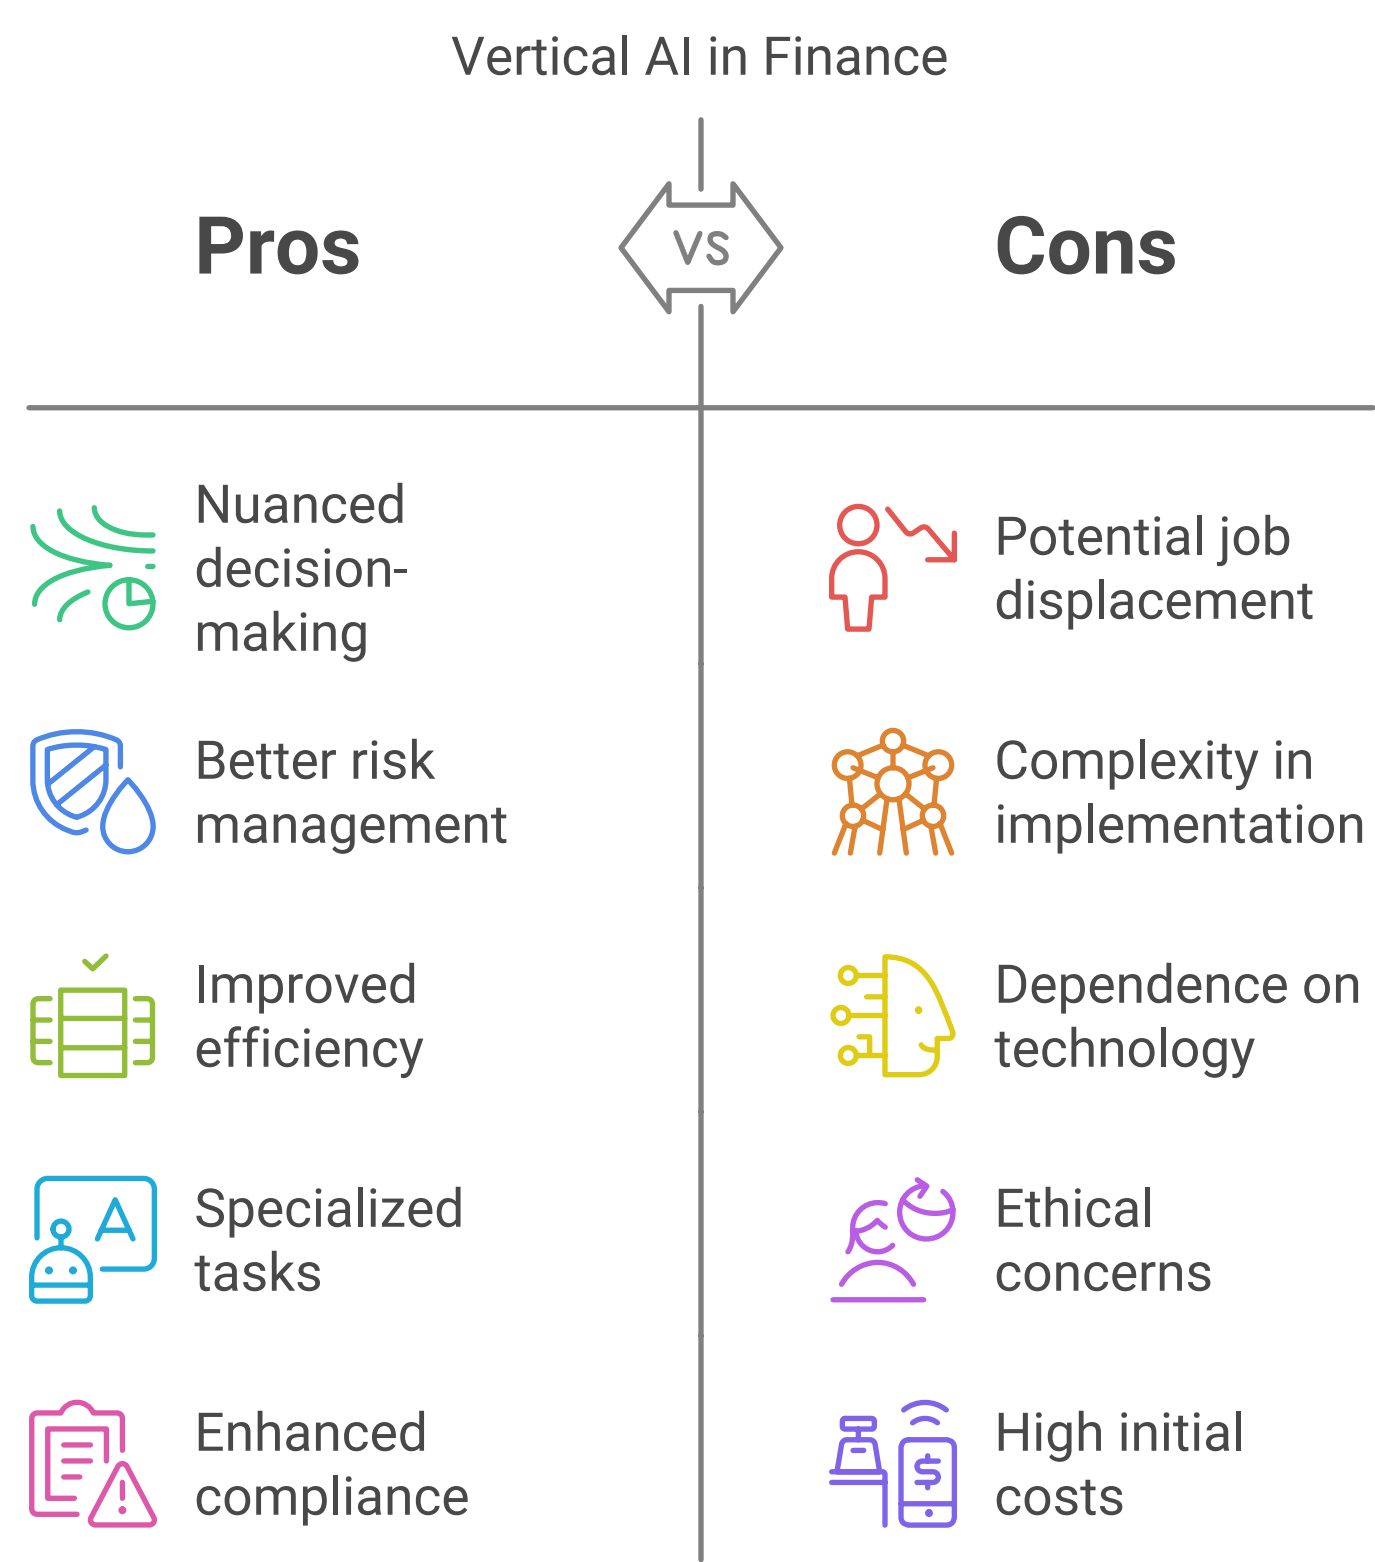 Vertical AI in Finance
Pros
VS
Cons
Nuanced
decision-
making
Potential job
displacement
Better risk
management
Complexity in
implementation
Improved
efficiency
Dependence on
technology
A
Specialized
tasks
Ethical
concerns
Enhanced
compliance
$
High initial
costs